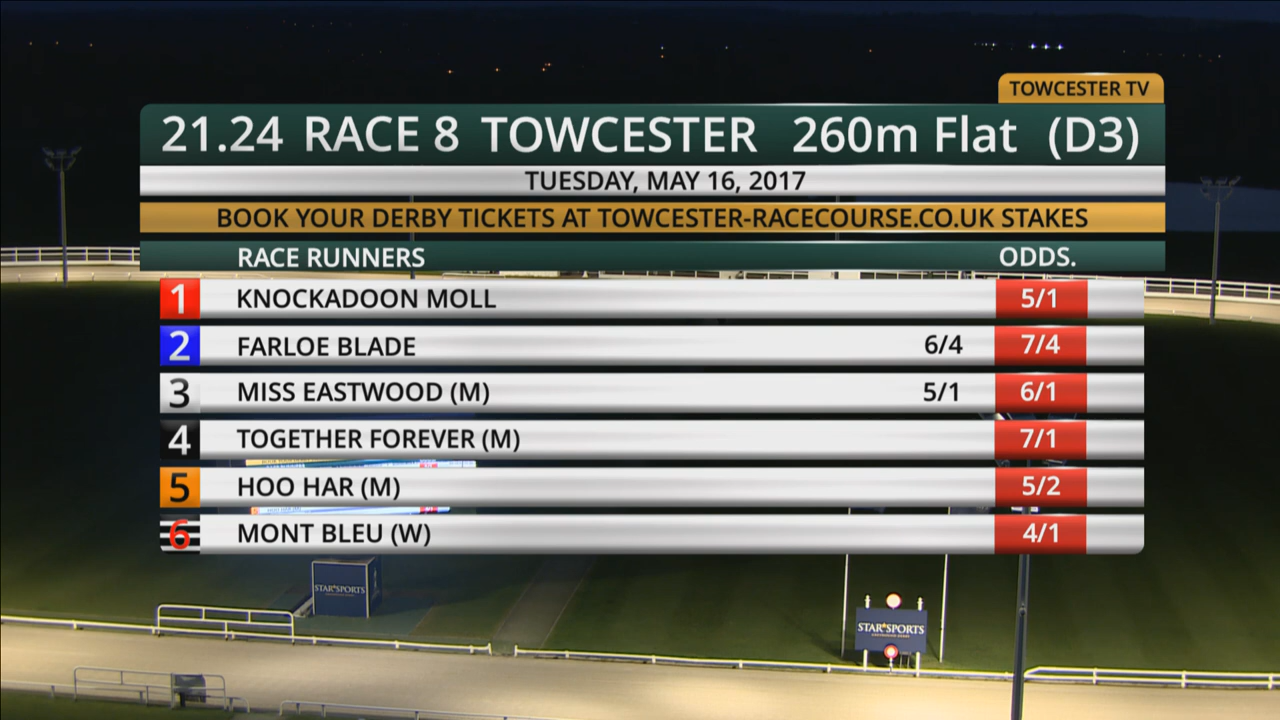 TOWCESTER TV
21.24 RACE 8 TOWCESTER 260m Flat (D3)
TUESDAY, MAY 16, 2017
BOOK YOUR DERBY TICKETS AT TOWCESTER-RACECOURSE.CO.UK STAKES
RACE RUNNERS ODDS.
1 KNOCKADOON MOLL 5/1
2 FARLOE BLADE 6/4 7/4
3 MISS EASTWOOD (M) 5/1 6/1
4 TOGETHER FOREVER (M) 7/1
5 HOO HAR (M) 5/2
6 MONT BLEU (W) 4/1
STAR SPORTS
STAR SPORTS